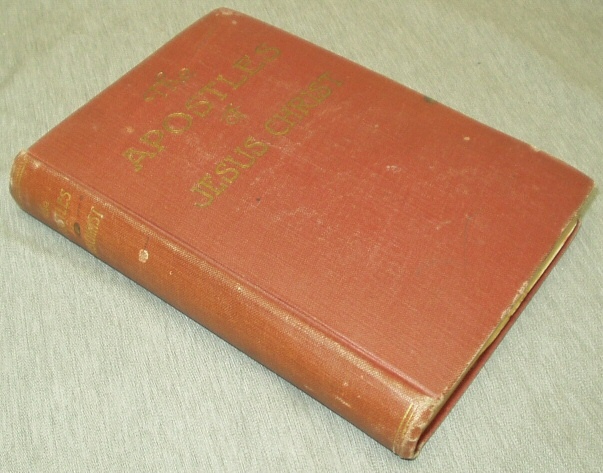 THE
APOSTLES
OF
JESUS CHRIST